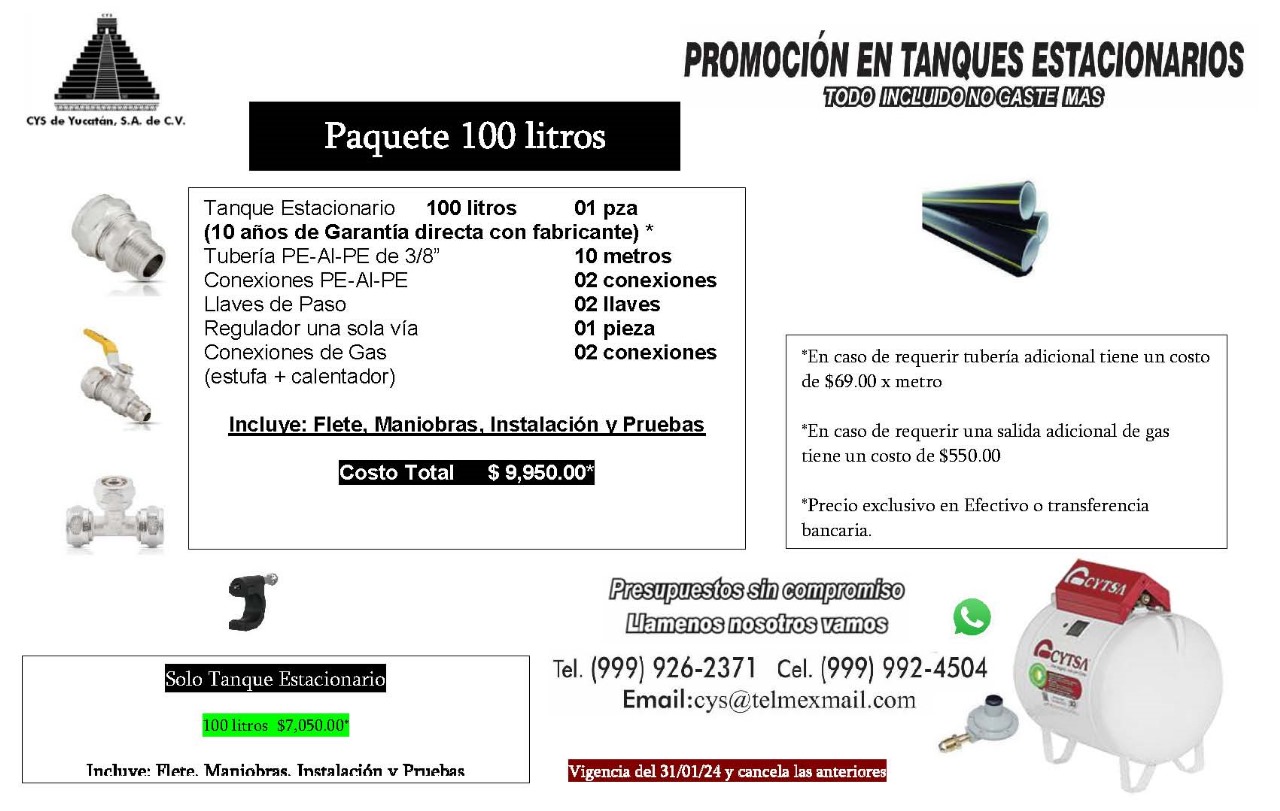 CYS de Yucatán, S.A. de C.V.
PROMOCIÓN EN TANQUES ESTACIONARIOS
TODO INCLUIDO NO GASTE MAS
Paquete 100 litros
Tanque Estacionario 100 litros 01 pza
(10 años de Garantía directa con fabricante) *
Tubería PE-Al-PE de 3/8” 10 metros
Conexiones PE-Al-PE 02 conexiones
Llaves de Paso 02 llaves
Regulador una sola vía 01 pieza
Conexiones de Gas 02 conexiones
(estufa + calentador)
Incluye: Flete, Maniobras, Instalación y Pruebas
Costo Total $ 9,950.00*
*En caso de requerir tubería adicional tiene un costo
de $69.00 x metro
*En caso de requerir una salida adicional de gas
tiene un costo de $550.00
*Precio exclusivo en Efectivo o transferencia
bancaria.
Solo Tanque Estacionario
100 litros $7,050.00*
Incluye: Flete, Maniobras, Instalación y Pruebas
Presupuestos sin compromiso
Llamenos nosotros vamos
Tel. (999) 926-2371 Cel. (999) 992-4504
Email:cys@telmexmail.com
Vigencia del 31/01/24 y cancela las anteriores
CYTSA
CYTSA